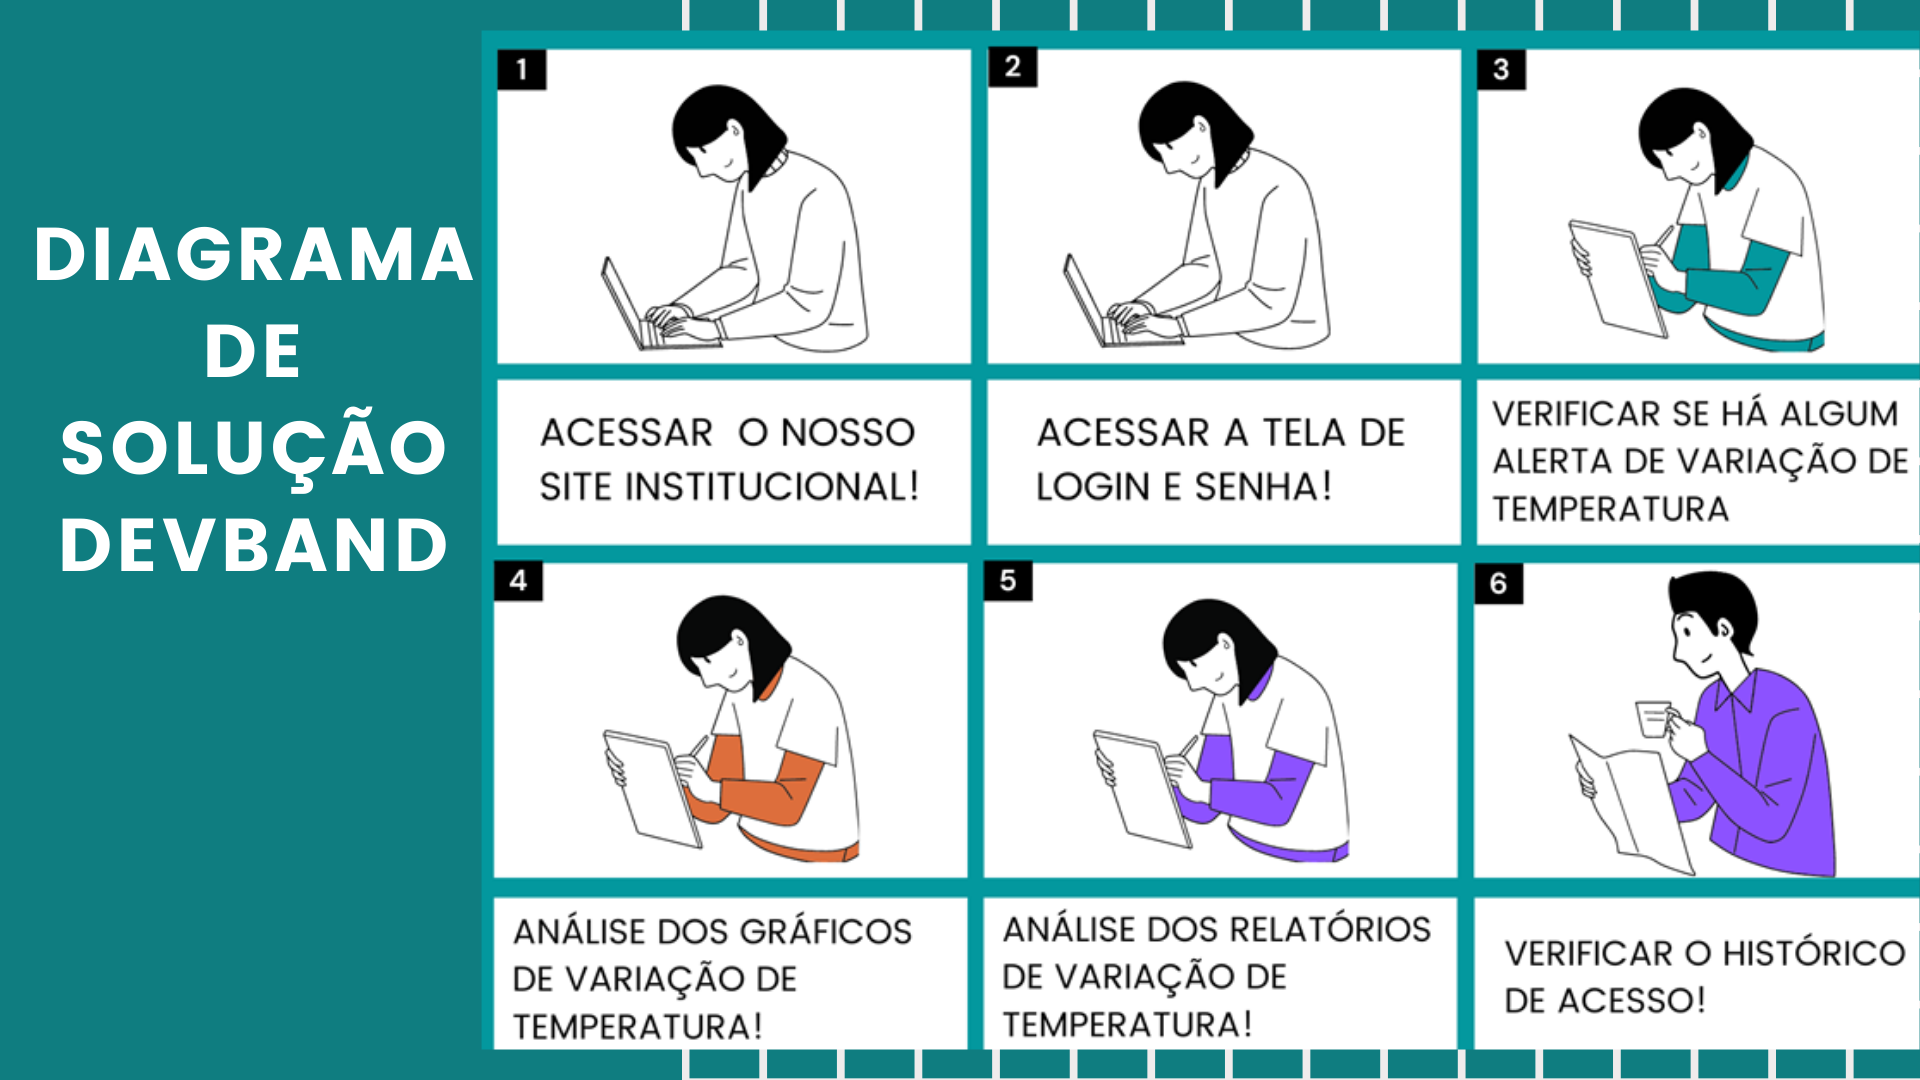 DIAGRAMA
DE
SOLUÇÃO
DEVBAND
1
ACESSAR O NOSSO
SITE INSTITUCIONAL!
2
ACESSAR A TELA DE
LOGIN E SENHA!
3
VERIFICAR SE HÁ ALGUM
ALERTA DE VARIAÇÃO DE
TEMPERATURA
4
ANÁLISE DOS GRÁFICOS
DE VARIAÇÃO DE
TEMPERATURA!
5
ANÁLISE DOS RELATÓRIOS
DE VARIAÇÃO DE
TEMPERATURA!
6
VERIFICAR O HISTÓRICO
DE ACESSO!